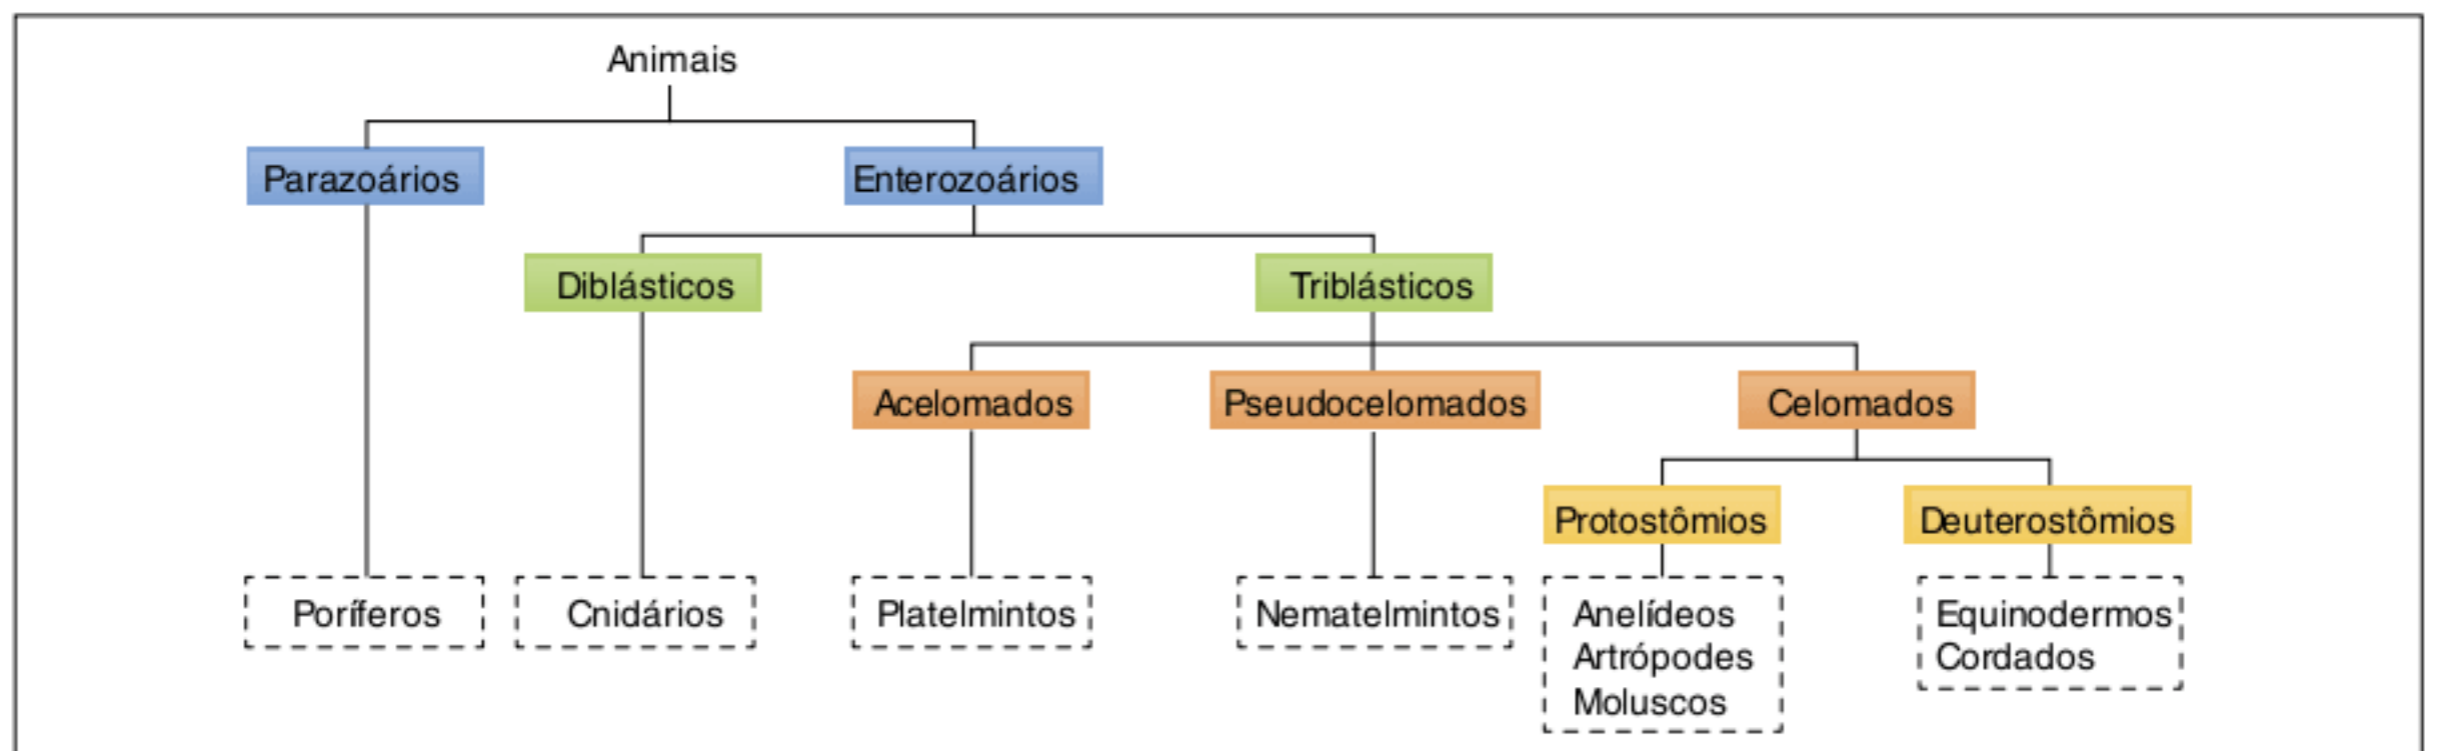 Animais
Parazoários
Enterozoários
Diblásticos
Triblásticos
Acelomados
Pseudocelomados
Celomados
Protostômios
Deuterostômios
Poríferos
Cnidários
Platelmintos
Nematelmintos
Anelídeos
Artrópodes
Moluscos
Equinodermos
Cordados